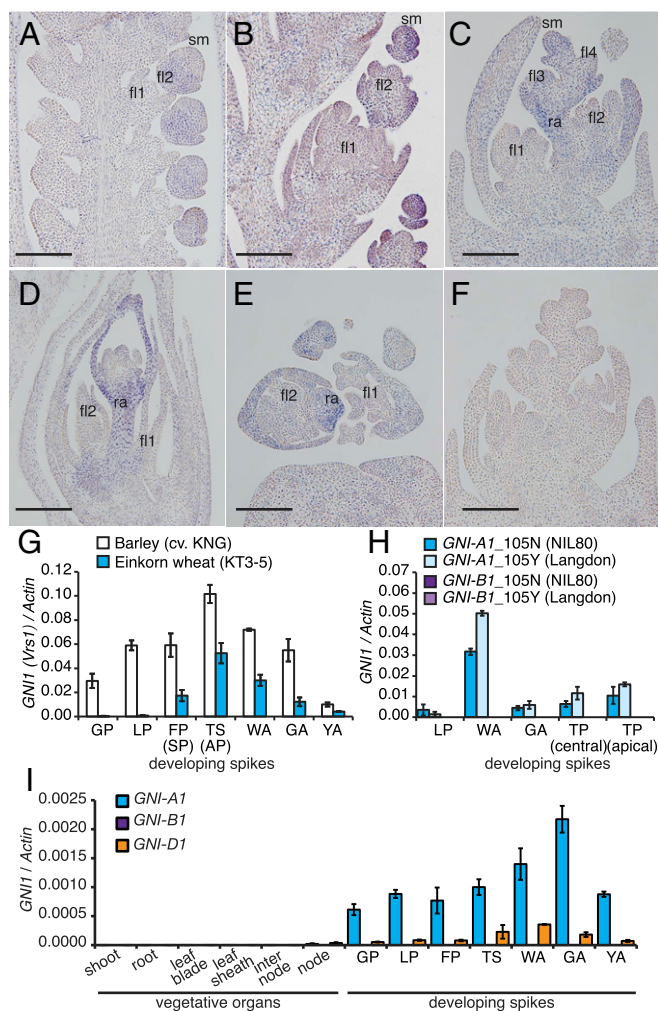 A
sm
fl2
fl1
B
sm
fl2
fl1
C
sm
fl4
fl3
ra
fl2
fl1
D
ra
fl2
fl1
E
fl2
ra
fl1
F
G
Barley (cv. KNG)
Einkorn wheat (KT3-5)
GNI1 (Vrs1) / Actin
0.12
0.10
0.08
0.06
0.04
0.02
0.00
GP LP FP TS WA GA YA
(SP) (AP)
developing spikes
H
GNI-A1_105N (NIL80)
GNI-A1_105Y (Langdon)
GNI-B1_105N (NIL80)
GNI-B1_105Y (Langdon)
GNI1 / Actin
0.07
0.06
0.05
0.04
0.03
0.02
0.01
0.00
LP WA GA TP TP
(central)(apical)
developing spikes
I
GNI-A1
GNI-B1
GNI-D1
GNI1 / Actin
0.0025
0.0020
0.0015
0.0010
0.0005
0.0000
shoot root leaf blade leaf sheath inter node node GP LP FP TS WA GA YA
vegetative organs developing spikes